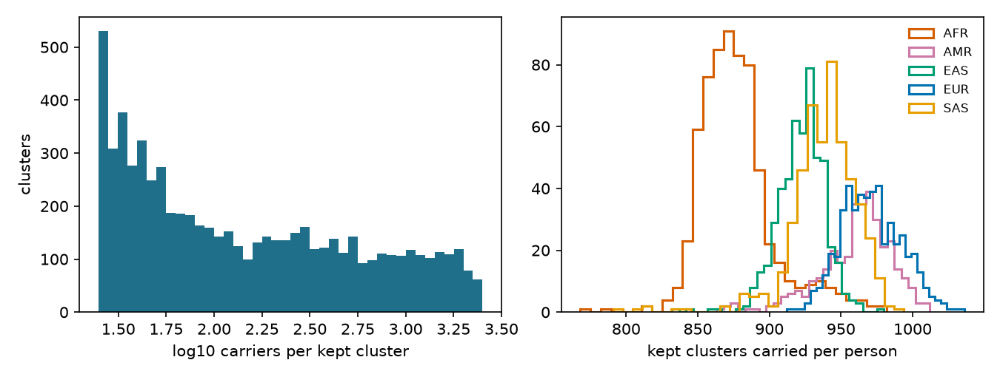 clusters
500
400
300
200
100
0
1.50 1.75 2.00 2.25 2.50 2.75 3.00 3.25 3.50
log10 carriers per kept cluster
80
60
40
20
0
800 850 900 950 1000
kept clusters carried per person
AFR
AMR
EAS
EUR
SAS